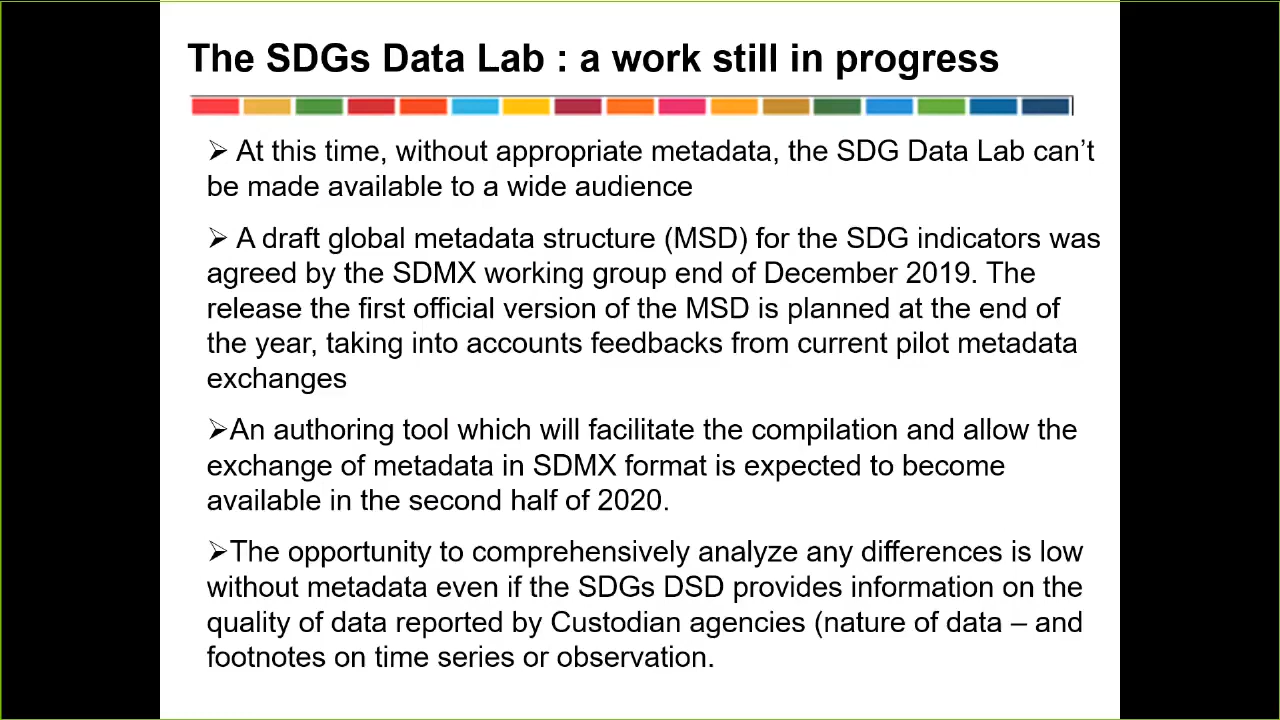 The SDGs Data Lab : a work still in progress
➢ At this time, without appropriate metadata, the SDG Data Lab can’t
be made available to a wide audience
➢ A draft global metadata structure (MSD) for the SDG indicators was
agreed by the SDMX working group end of December 2019. The
release the first official version of the MSD is planned at the end of
the year, taking into accounts feedbacks from current pilot metadata
exchanges
➢An authoring tool which will facilitate the compilation and allow the
exchange of metadata in SDMX format is expected to become
available in the second half of 2020.
➢The opportunity to comprehensively analyze any differences is low
without metadata even if the SDGs DSD provides information on the
quality of data reported by Custodian agencies (nature of data – and
footnotes on time series or observation.